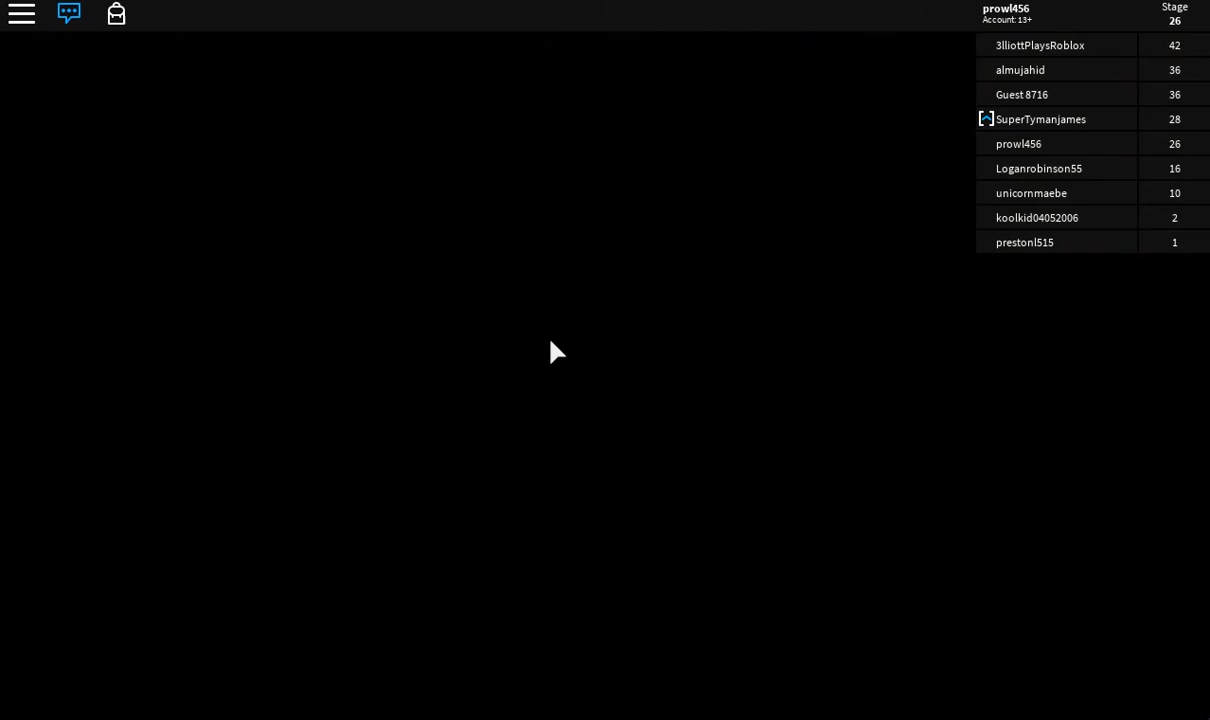 prowl456
Account: 13+
Stage
26
3lliottPlaysRoblox 42
almujahid 36
Guest 8716 36
SuperTymanjames 28
prowl456 26
Loganrobinson55 16
unicornmaebe 10
koolkid04052006 2
prestonl515 1